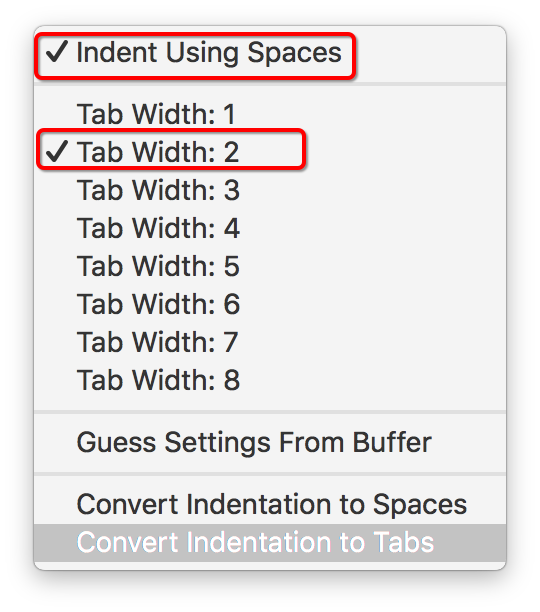 ✓ Indent Using Spaces
Tab Width: 1
✓ Tab Width: 2
Tab Width: 3
Tab Width: 4
Tab Width: 5
Tab Width: 6
Tab Width: 7
Tab Width: 8
Guess Settings From Buffer
Convert Indentation to Spaces
Convert Indentation to Tabs